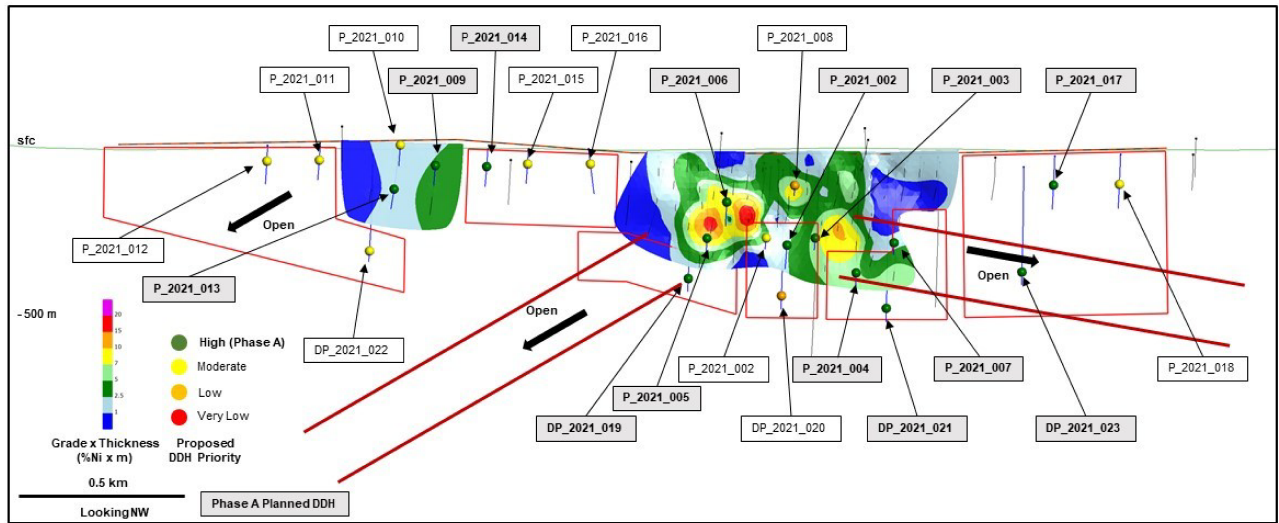 P_2021_010
P_2021_014
P_2021_016
P_2021_008
P_2021_011
P_2021_009
P_2021_015
P_2021_006
P_2021_002
P_2021_003
P_2021_017
sfc
Open
P_2021_012
P_2021_013
Open
- 500 m
Open
DP_2021_022
P_2021_002
P_2021_004
P_2021_007
P_2021_018
P_2021_005
DP_2021_019
DP_2021_020
DP_2021_021
DP_2021_023
20
15
10
7
5
2.5
1
High (Phase A)
Moderate
Low
Very Low
Grade x Thickness
(%Ni x m)
Proposed
DDH Priority
0.5 km
Looking NW
Phase A Planned DDH